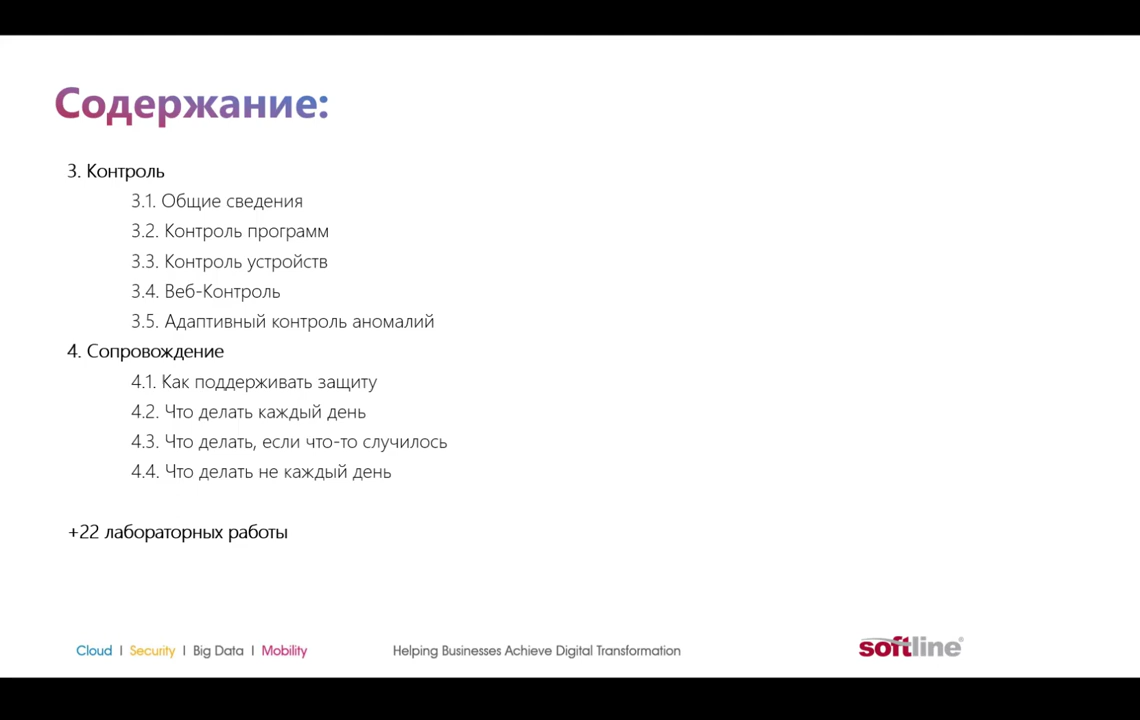 Содержание:
3. Контроль
3.1. Общие сведения
3.2. Контроль программ
3.3. Контроль устройств
3.4. Веб-Контроль
3.5. Адаптивный контроль аномалий
4. Сопровождение
4.1. Как поддерживать защиту
4.2. Что делать каждый день
4.3. Что делать, если что-то случилось
4.4. Что делать не каждый день
+22 лабораторных работы
Cloud | Security | Big Data | Mobility
Helping Businesses Achieve Digital Transformation
softline®